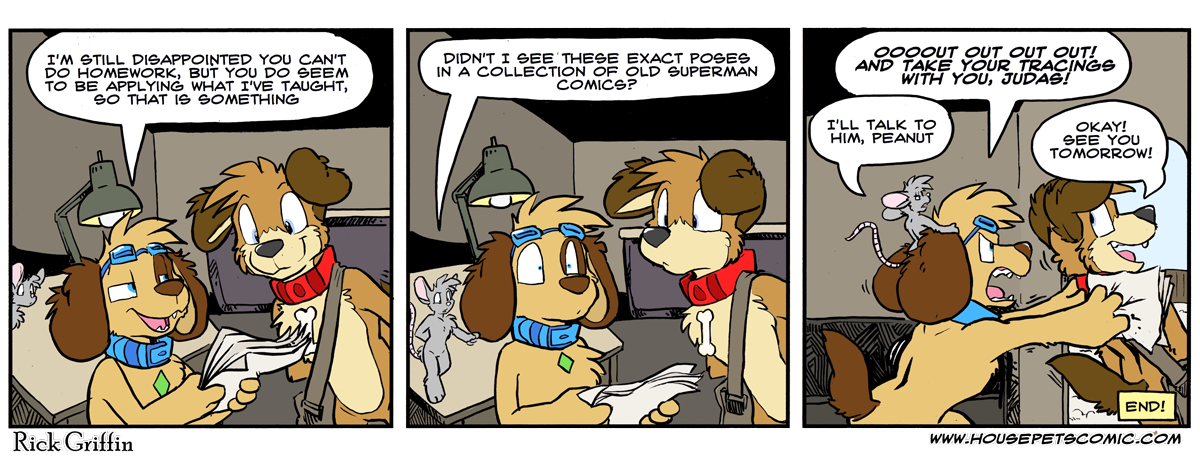 I'M STILL DISAPPOINTED YOU CAN'T
DO HOMEWORK, BUT YOU DO SEEM
TO BE APPLYING WHAT I'VE TAUGHT,
SO THAT IS SOMETHING
DIDN'T I SEE THESE EXACT POSES
IN A COLLECTION OF OLD SUPERMAN
COMICS?
OOOOUT OUT OUT OUT!
AND TAKE YOUR TRACINGS
WITH YOU, JUDAS!
I'LL TALK TO
HIM, PEANUT
OKAY!
SEE YOU
TOMORROW!
END!
Rick Griffin
WWW.HOUSEPETSCOMIC.COM